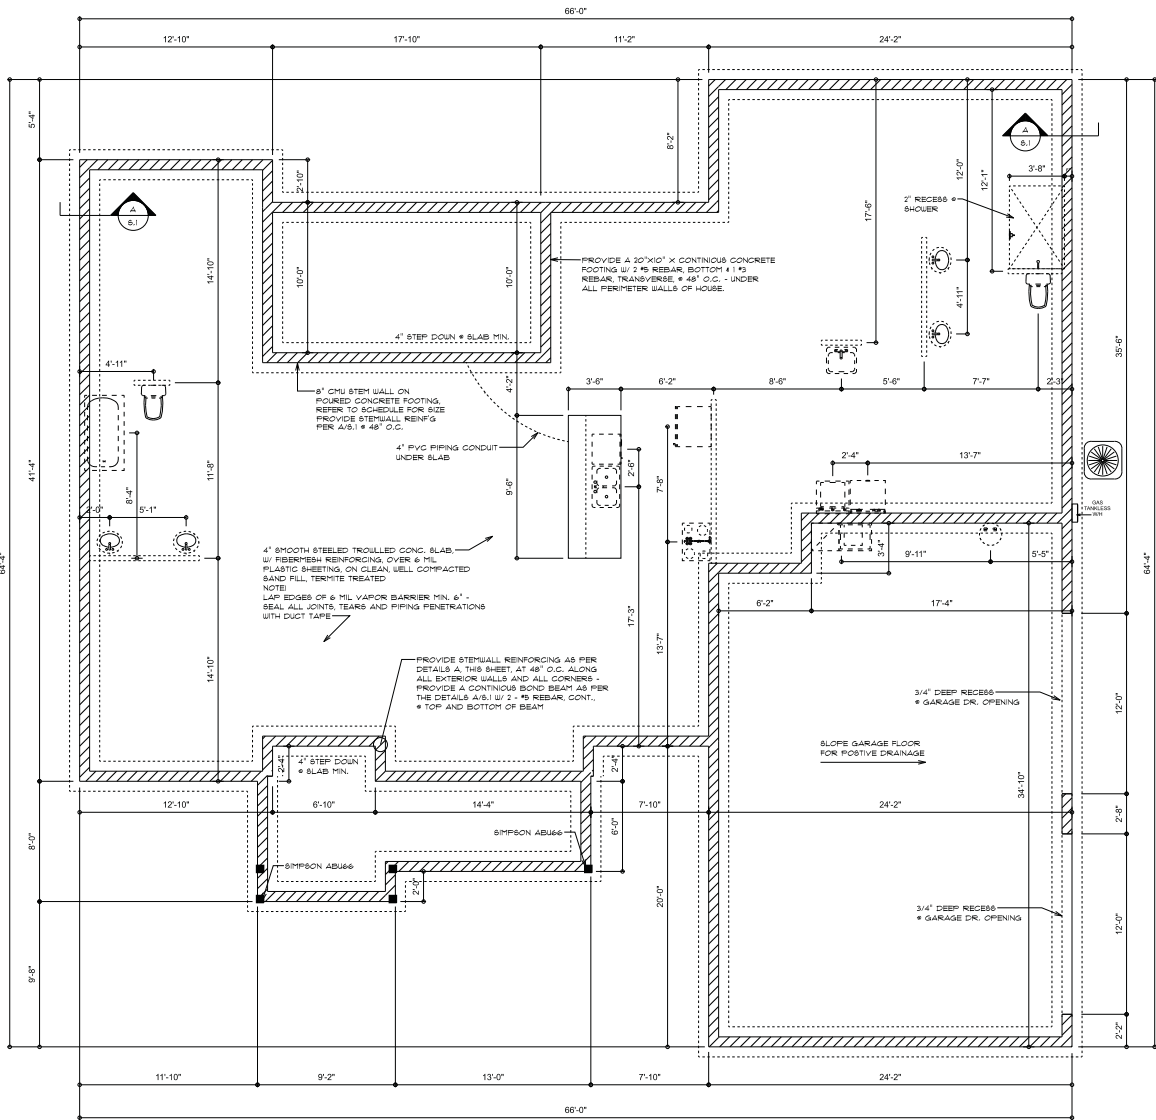 66'-0"
12'-10"
17'-10"
11'-2"
24'-2"
5'-4"
8'-2"
2'-10"
A
S.1
12'-0"
12'-1"
3'-8"
2" RECESS @
SHOWER
17'-6"
A
S.1
14'-10"
10'-0"
10'-0"
PROVIDE A 20"X10" X CONTINIOUS CONCRETE
FOOTING W/ 2 #5 REBAR, BOTTOM & 1 #3
REBAR, TRANSVERSE, @ 48" O.C. - UNDER
ALL PERIMETER WALLS OF HOUSE.
4'-11"
4" STEP DOWN @ SLAB MIN.
35'-6"
4'-11"
4'-2"
3'-6"
6'-2"
8'-6"
5'-6"
7'-7"
2'-3"
8" CMU STEM WALL ON
POURED CONCRETE FOOTING,
REFER TO SCHEDULE FOR SIZE
PROVIDE STEMWALL REINF'G
PER A/S.1 @ 48" O.C.
4" PVC PIPING CONDUIT
UNDER SLAB
41'-4"
11'-8"
8'-4"
9'-6"
2'-6"
7'-8"
2'-4"
13'-7"
2'-0"
5'-1"
GAS
TANKLESS
W/H
4" SMOOTH STEELED TROWLLED CONC. SLAB,
W/ FIBERMESH REINFORCING, OVER 6 MIL
PLASTIC SHEETING, ON CLEAN, WELL COMPACTED
SAND FILL, TERMITE TREATED
NOTE:
LAP EDGES OF 6 MIL VAPOR BARRIER MIN. 6" -
SEAL ALL JOINTS, TEARS AND PIPING PENETRATIONS
WITH DUCT TAPE
3'-4"
9'-11"
5'-5"
64'-4"
64'-4"
6'-2"
17'-4"
17'-3"
13'-7"
14'-10"
PROVIDE STEMWALL REINFORCING AS PER
DETAILS A, THIS SHEET, AT 48" O.C. ALONG
ALL EXTERIOR WALLS AND ALL CORNERS -
PROVIDE A CONTINIOUS BOND BEAM AS PER
THE DETAILS A/S.1 W/ 2 - #5 REBAR, CONT.,
@ TOP AND BOTTOM OF BEAM
3/4" DEEP RECESS
@ GARAGE DR. OPENING
12'-0"
SLOPE GARAGE FLOOR
FOR POSTIVE DRAINAGE
2'-4"
4" STEP DOWN
@ SLAB MIN.
2'-4"
34'-10"
12'-10"
6'-10"
14'-4"
7'-10"
24'-2"
2'-8"
8'-0"
6'-0"
SIMPSON ABU66
SIMPSON ABU66
2'-0"
20'-0"
3/4" DEEP RECESS
@ GARAGE DR. OPENING
12'-0"
9'-8"
2'-2"
11'-10"
9'-2"
13'-0"
7'-10"
24'-2"
66'-0"